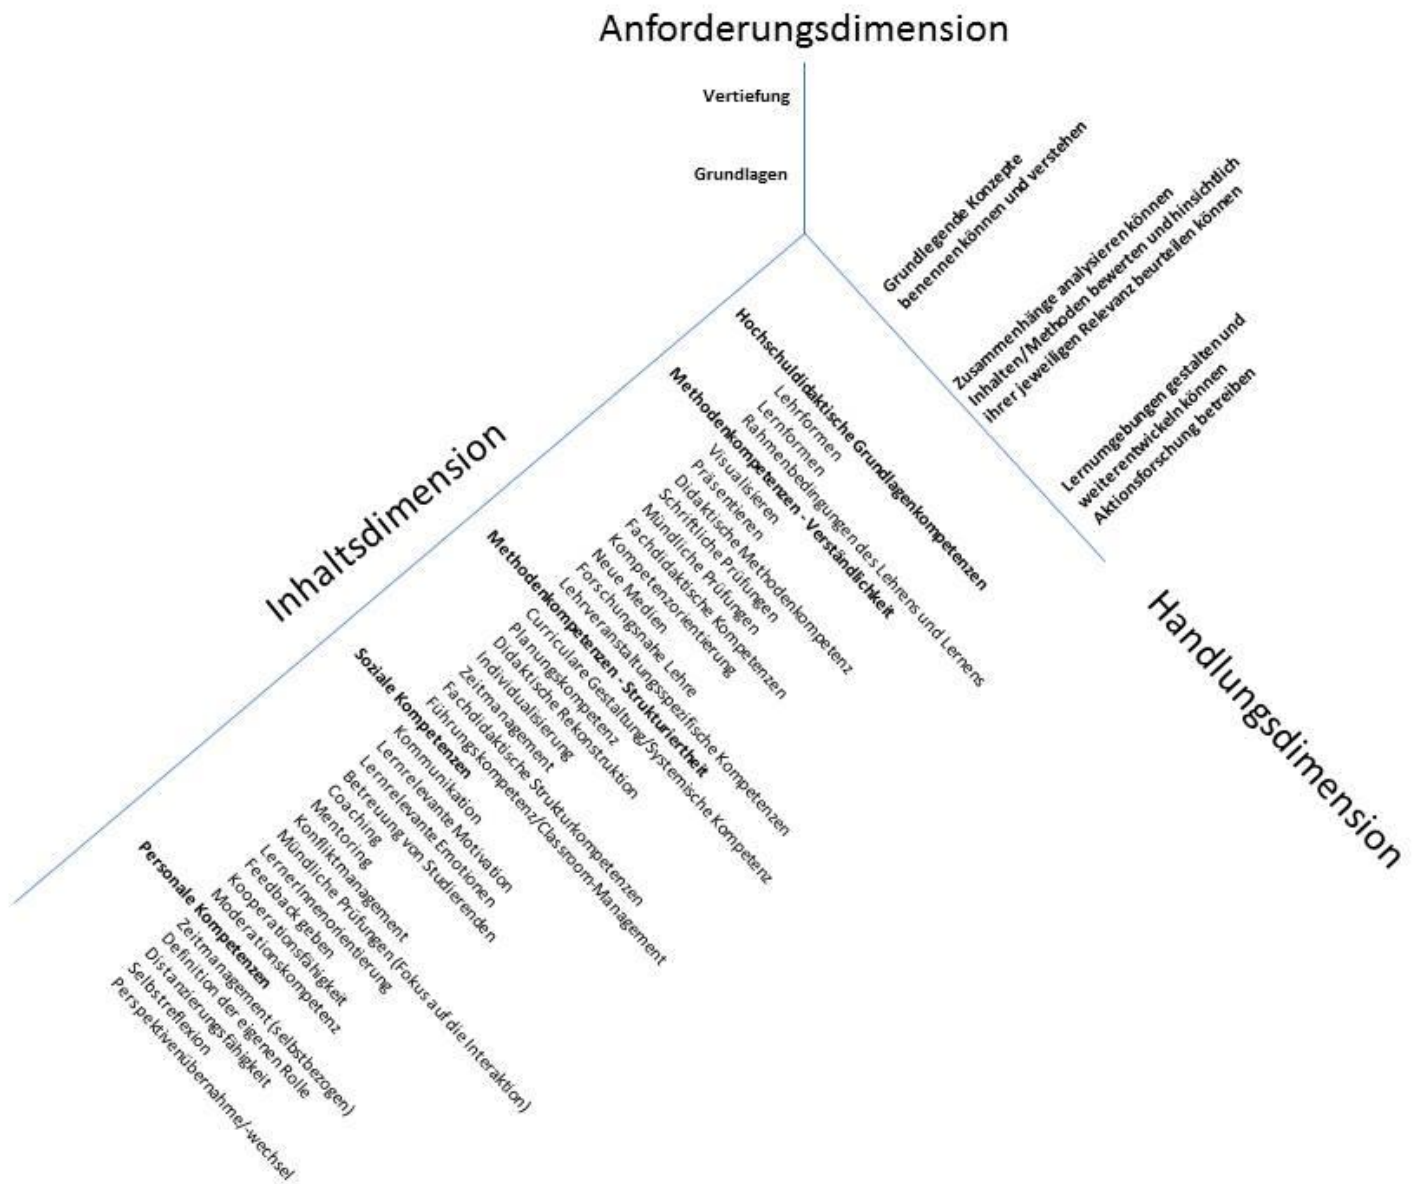 Anforderungsdimension
Vertiefung
Grundlagen
Grundlegende Konzepte
benennen können und verstehen
Zusammenhänge analysieren können
Inhalten/Methoden bewerten und hinsichtlich
ihrer jeweiligen Relevanz beurteilen können
Lernumgebungen gestalten und
weiterentwickeln können
Aktionsforschung betreiben
Handlungsdimension
Inhaltsdimension
Hochschuldidaktische Grundlagenkompetenzen
Lehrformen
Lernformen
Rahmenbedingungen des Lehrens und Lernens
Methodenkompetenzen - Verständlichkeit
Visualisieren
Präsentieren
Didaktische Methodenkompetenz
Schriftliche Prüfungen
Mündliche Prüfungen
Fachdidaktische Kompetenzen
Kompetenzorientierung
Neue Medien
Forschungsnahe Lehre
Lehrveranstaltungsspezifische Kompetenzen
Methodenkompetenzen - Strukturiertheit
Curriculare Gestaltung/Systemische Kompetenz
Planungskompetenz
Didaktische Rekonstruktion
Individualisierung
Zeitmanagement
Fachdidaktische Strukturkompetenzen
Führungskompetenz/Classroom-Management
Soziale Kompetenzen
Kommunikation
Lernrelevante Motivation
Lernrelevante Emotionen
Betreuung von Studierenden
Coaching
Mentoring
Konfliktmanagement
Mündliche Prüfungen (Fokus auf die Interaktion)
LernerInnenorientierung
Feedback geben
Kooperationsfähigkeit
Moderationskompetenz
Personale Kompetenzen
Zeitmanagement (selbstbezogen)
Definition der eigenen Rolle
Distanzierungsfähigkeit
Selbstreflexion
Perspektivenübernahme/-wechsel